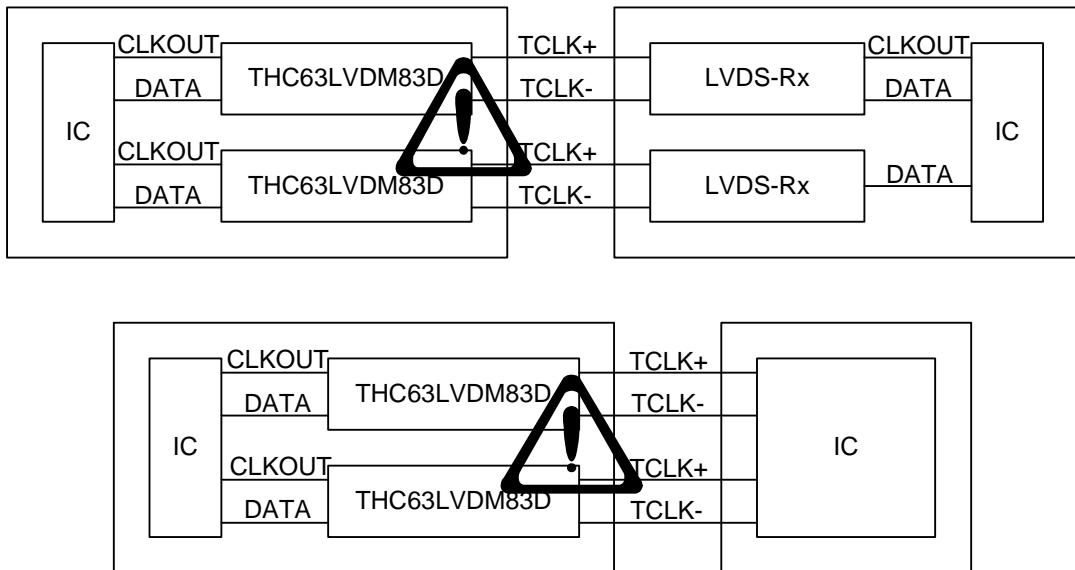 CLKOUT TCLK+ CLKOUT
THC63LVDM83D LVDS-Rx
DATA TCLK- DATA
IC IC
CLKOUT TCLK+
THC63LVDM83D LVDS-Rx DATA
DATA TCLK-
CLKOUT TCLK+
THC63LVDM83D
DATA TCLK-
IC IC
CLKOUT TCLK+
THC63LVDM83D
DATA TCLK-